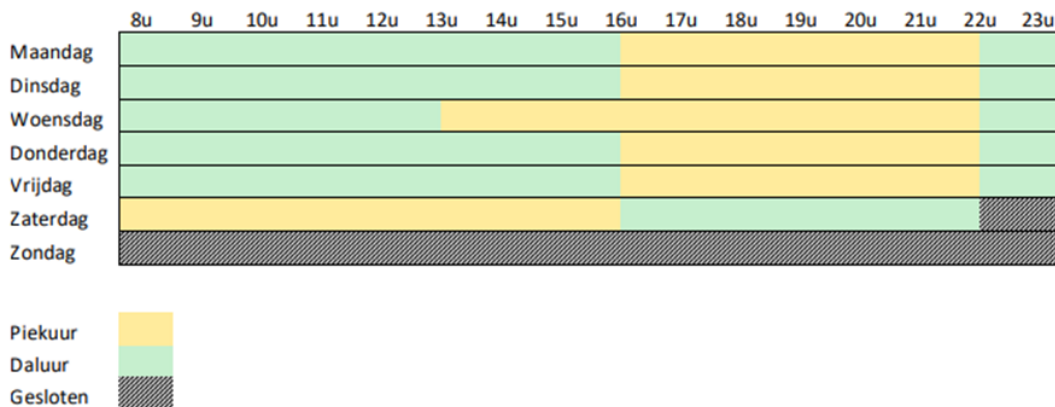 8u 9u 10u 11u 12u 13u 14u 15u 16u 17u 18u 19u 20u 21u 22u 23u
Maandag
Dinsdag
Woensdag
Donderdag
Vrijdag
Zaterdag
Zondag
Piekuur
Daluur
Gesloten